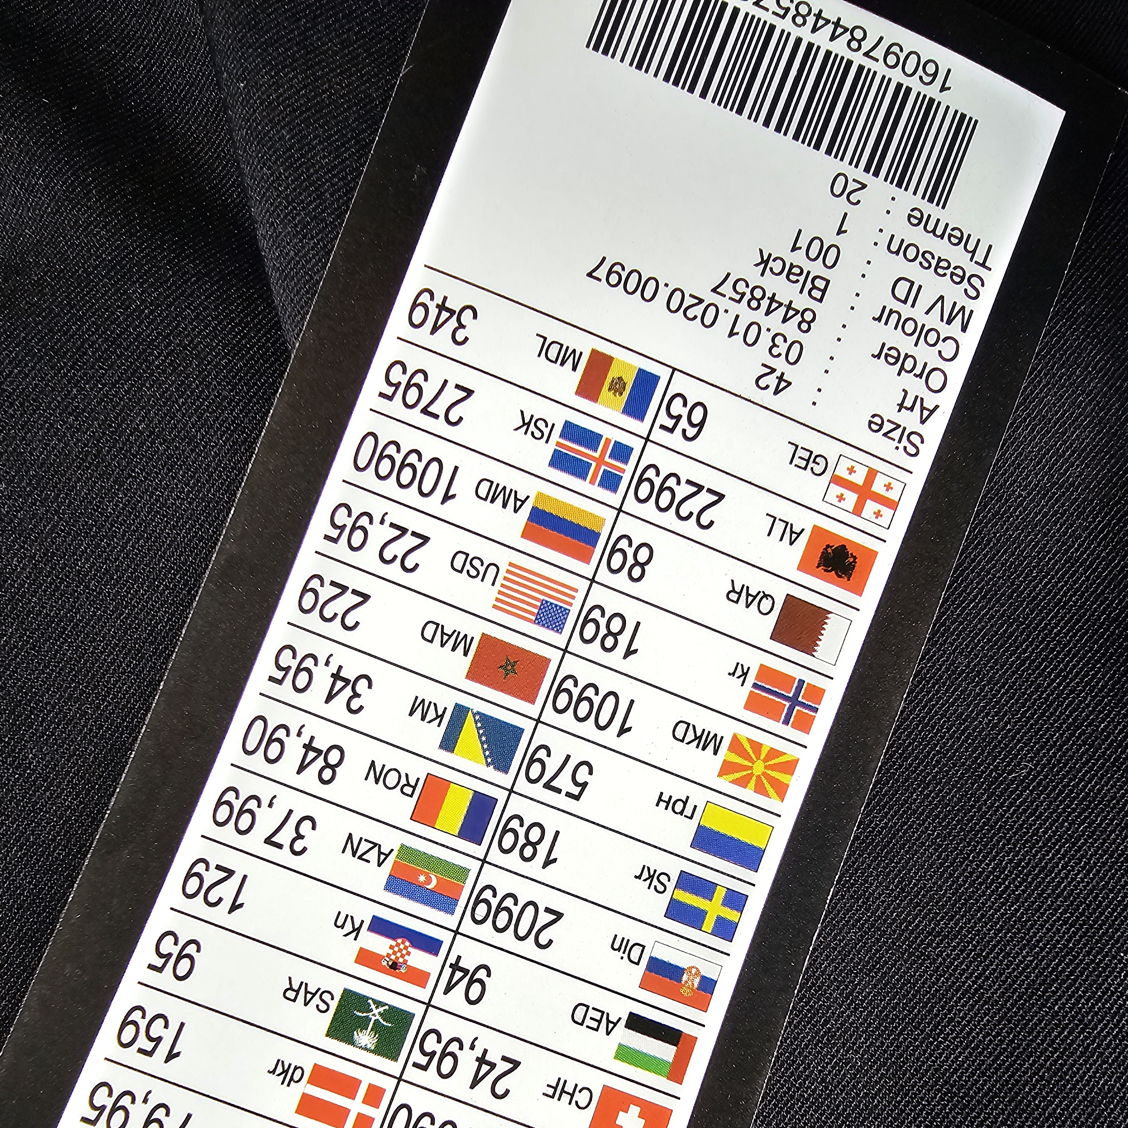 dkr 159
CHF 24,95 SAR 95
AED 94 Kn 129
Din 2099 AZN 37,99
Skr 189 RON 84,90
грн 579 KM 34,95
MKD 1099 MAD 229
kr 189 USD 22,95
QAR 89 AMD 10990
ALL 2299 ISK 2795
GEL 65 MDL 349
Size : 42
Art : 03.01.020.0097
Order : 844857
Colour : Black
MV ID : 001
Season : 1
Theme : 20